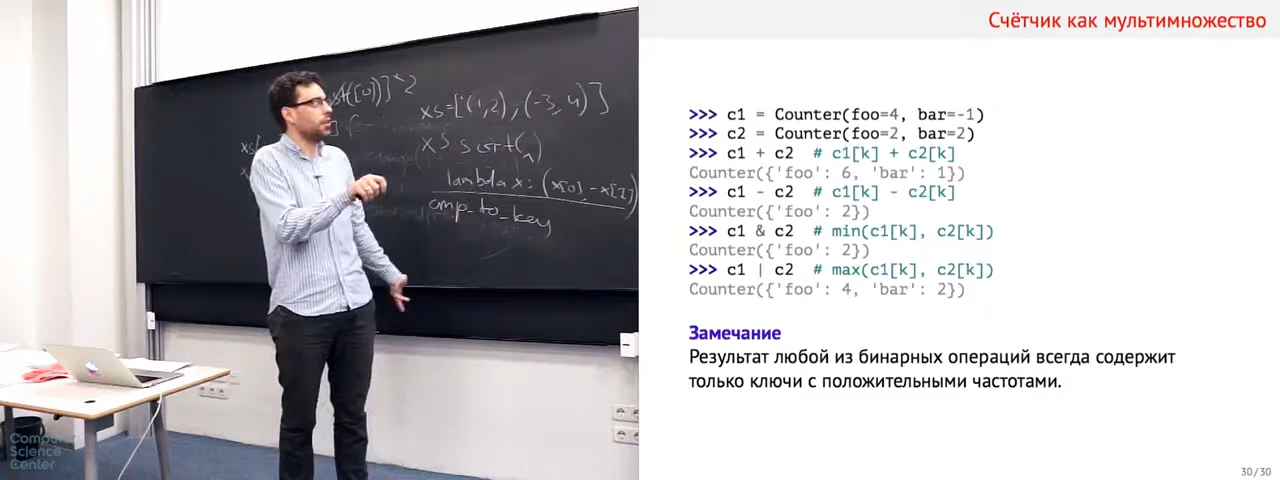 xs=[(1,2),(-3,4)]
xs.sort(
lambda x: (x[0], -x[1])
cmp_to_key
Computer
Science
Center
Счётчик как мультимножество
>>> c1 = Counter(foo=4, bar=-1)
>>> c2 = Counter(foo=2, bar=2)
>>> c1 + c2 # c1[k] + c2[k]
Counter({'foo': 6, 'bar': 1})
>>> c1 - c2 # c1[k] - c2[k]
Counter({'foo': 2})
>>> c1 & c2 # min(c1[k], c2[k])
Counter({'foo': 2})
>>> c1 | c2 # max(c1[k], c2[k])
Counter({'foo': 4, 'bar': 2})
Замечание
Результат любой из бинарных операций всегда содержит
только ключи с положительными частотами.
30/30